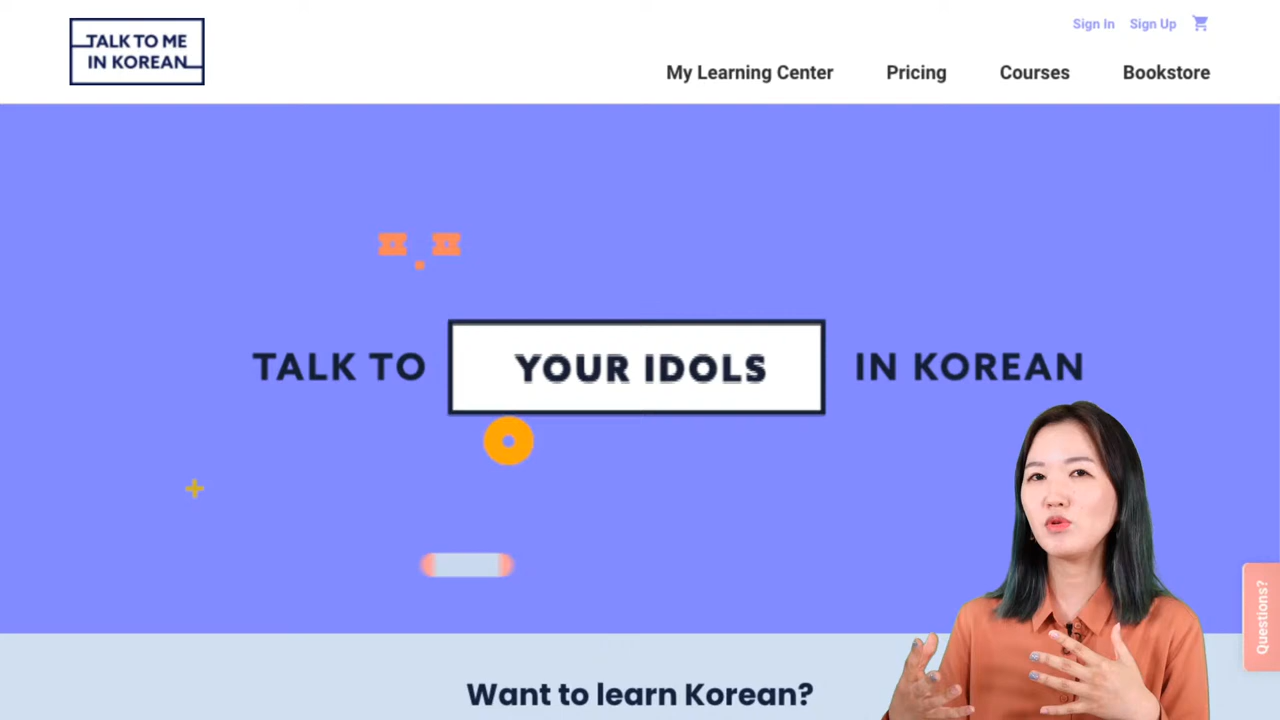 TALK TO ME
IN KOREAN
Sign In Sign Up
My Learning Center Pricing Courses Bookstore
TALK TO YOUR IDOLS IN KOREAN
Questions?
Want to learn Korean?